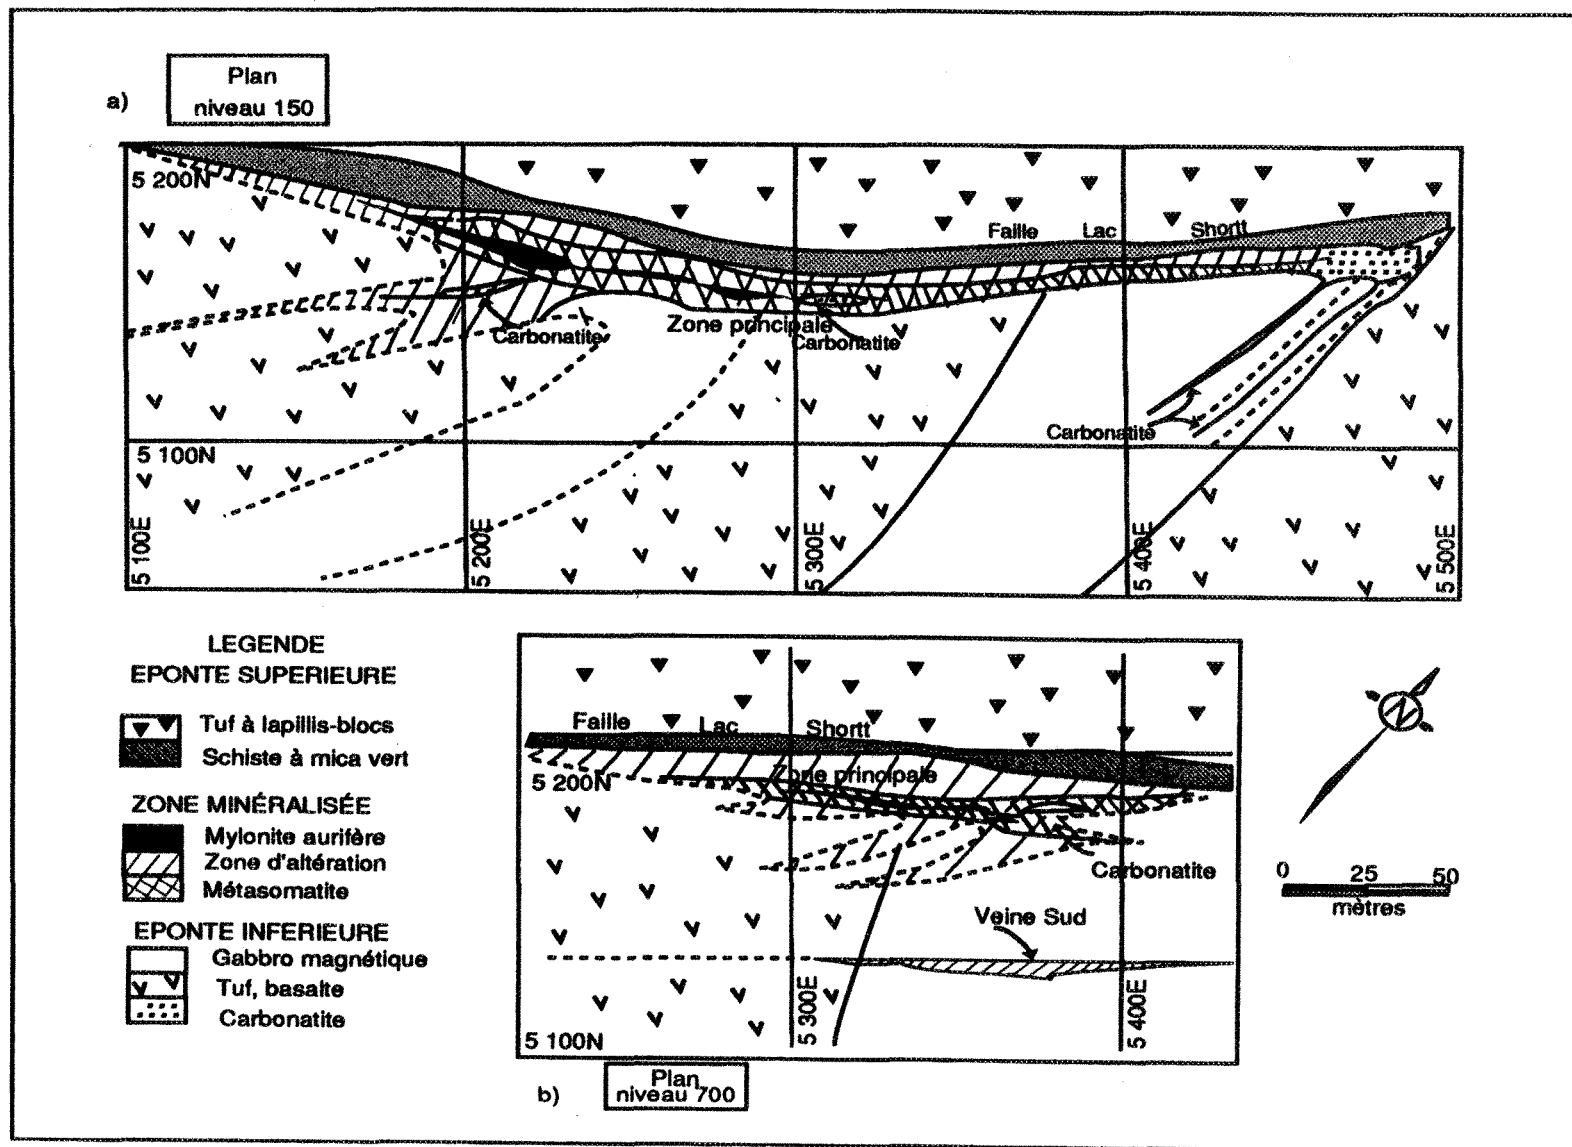 a)
Plan
niveau 150
5 200N
Faille Lac Shortt
Carbonatite
Zone principale
Carbonatite
Carbonatite
5 100N
5 100E
5 200E
5 300E
5 400E
5 500E
LEGENDE
EPONTE SUPERIEURE
Tuf à lapillis-blocs
Schiste à mica vert
ZONE MINÉRALISÉE
Mylonite aurifère
Zone d'altération
Métasomatite
EPONTE INFERIEURE
Gabbro magnétique
Tuf, basalte
Carbonatite
Faille Lac Shortt
5 200N
Zone principale
Carbonatite
Veine Sud
5 300E
5 400E
5 100N
b)
Plan
niveau 700
N
0 25 50
mètres